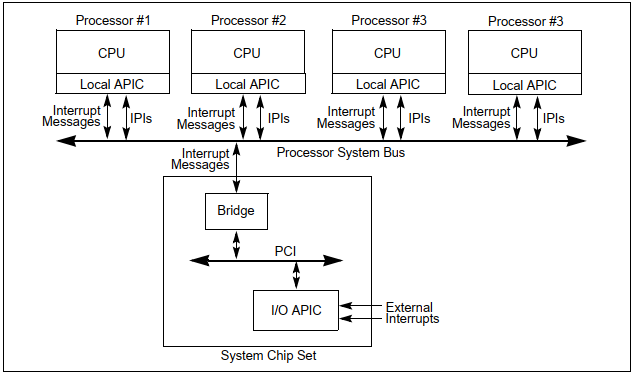 Processor #1 Processor #2 Processor #3 Processor #3
CPU CPU CPU CPU
Local APIC Local APIC Local APIC Local APIC
Interrupt Messages IPIs Interrupt Messages IPIs Interrupt Messages IPIs Interrupt Messages IPIs
Processor System Bus
Interrupt
Messages
Bridge
PCI
I/O APIC
External
Interrupts
System Chip Set